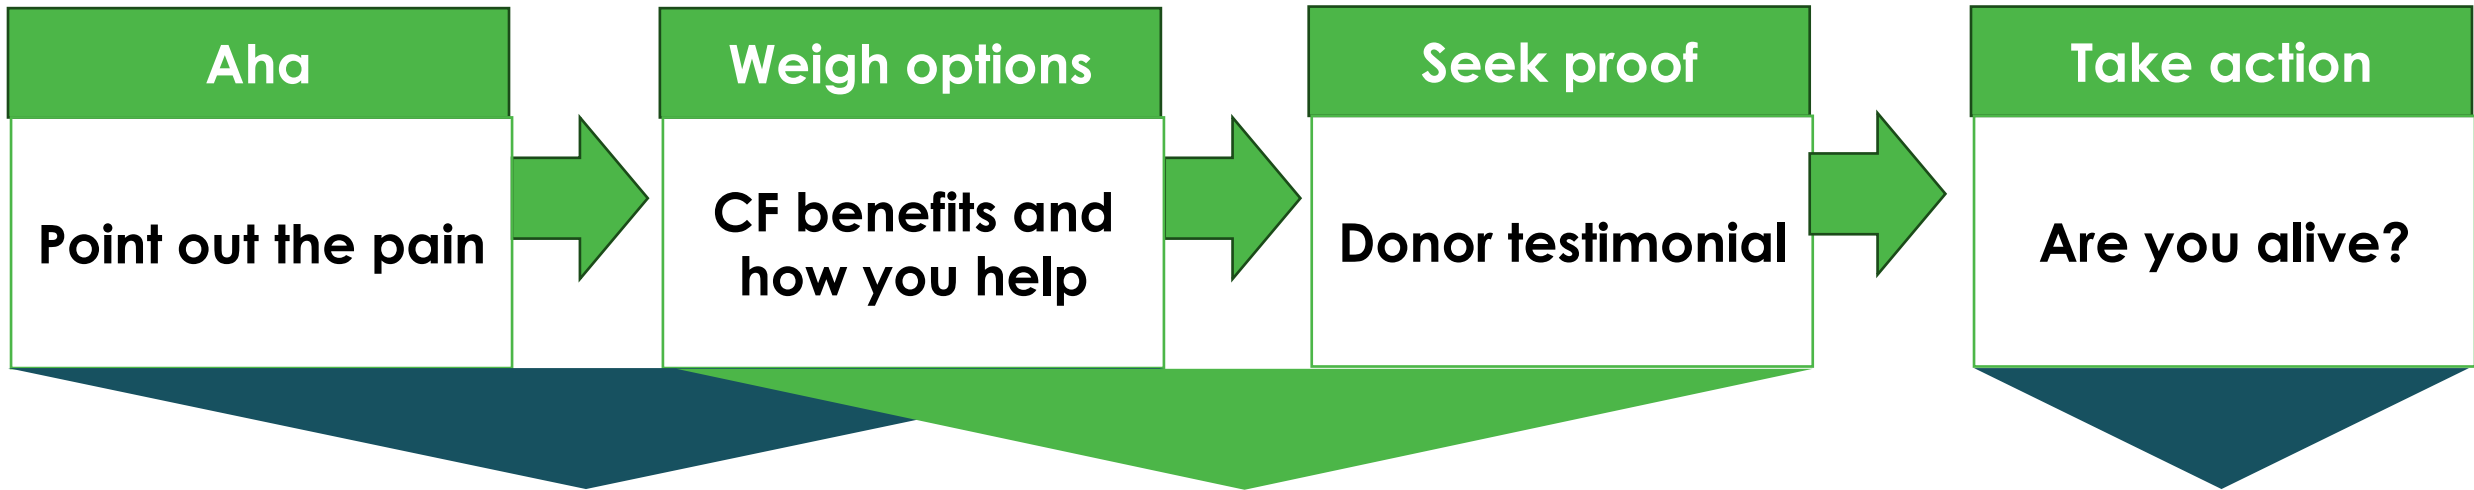 Aha
Point out the pain
Weigh options
CF benefits and
how you help
Seek proof
Donor testimonial
Take action
Are you alive?